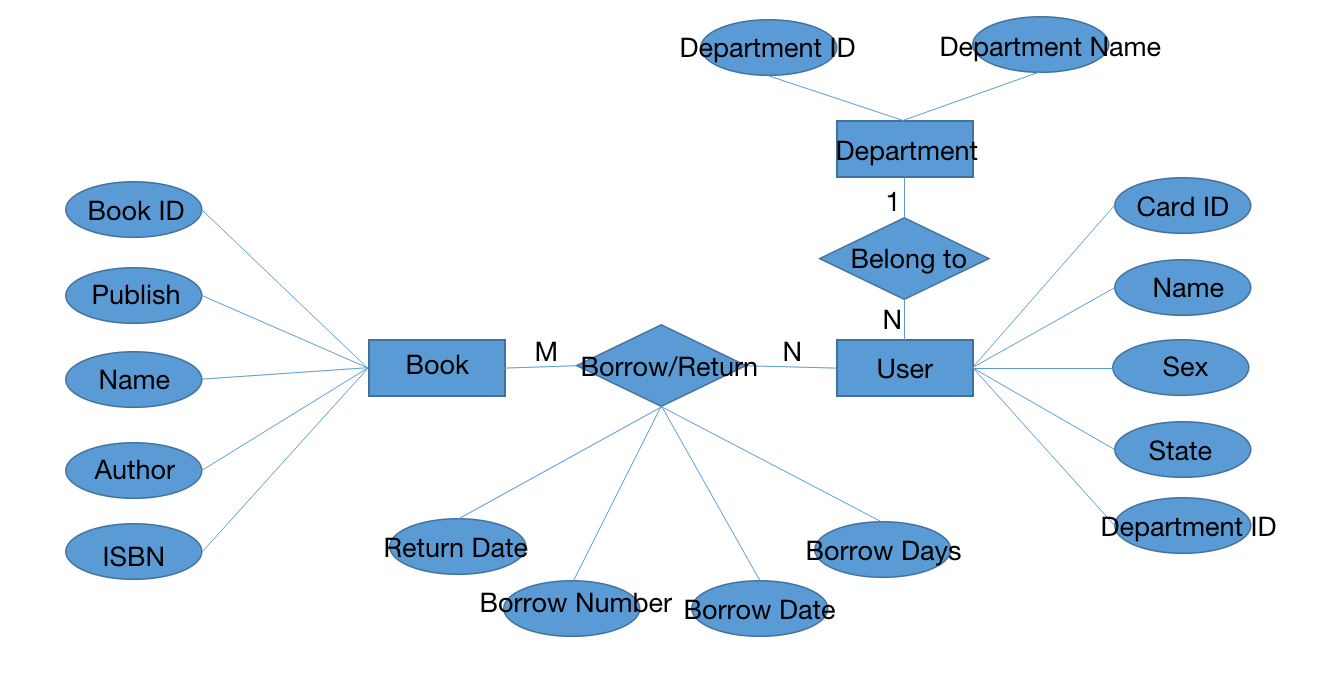 Department ID
Department Name
Department
1
Belong to
N
Book ID
Publish
Name
Author
ISBN
Book
M
Borrow/Return
N
User
Card ID
Name
Sex
State
Department ID
Return Date
Borrow Number
Borrow Date
Borrow Days